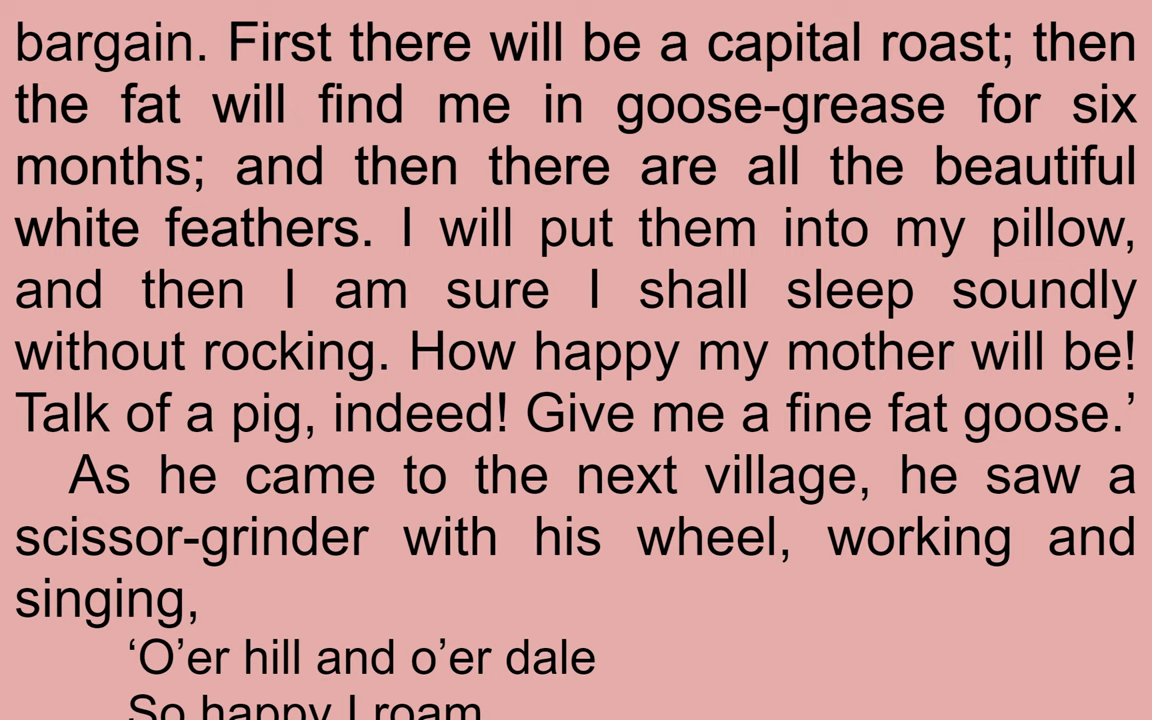 bargain. First there will be a capital roast; then
the fat will find me in goose-grease for six
months; and then there are all the beautiful
white feathers. I will put them into my pillow,
and then I am sure I shall sleep soundly
without rocking. How happy my mother will be!
Talk of a pig, indeed! Give me a fine fat goose.’
As he came to the next village, he saw a
scissor-grinder with his wheel, working and
singing,
‘O’er hill and o’er dale
So happy I roam,